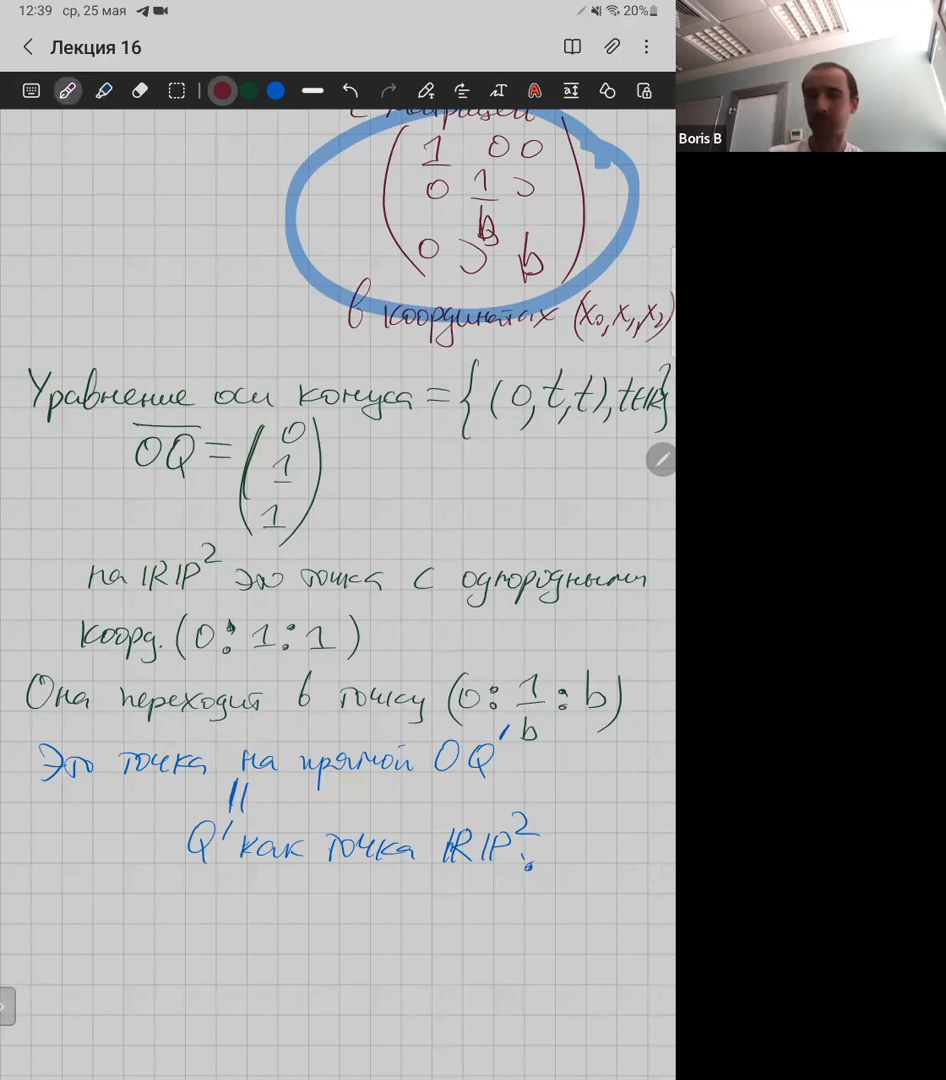 12:39 ср, 25 мая
20%
Лекция 16
Boris B
с матрицей
1 0 0
0 1/b 0
0 0 b
в координатах (x₀, x₁, x₂)
Уравнение оси конуса = { (0, t, t), t∈ℝ}
OQ = (0 1 1)
на ℝP² это точка с однородными
коорд. (0 : 1 : 1)
Она переходит в точку (0 : 1/b : b)
Это точка на прямой OQ′
||
Q′ как точка ℝP².